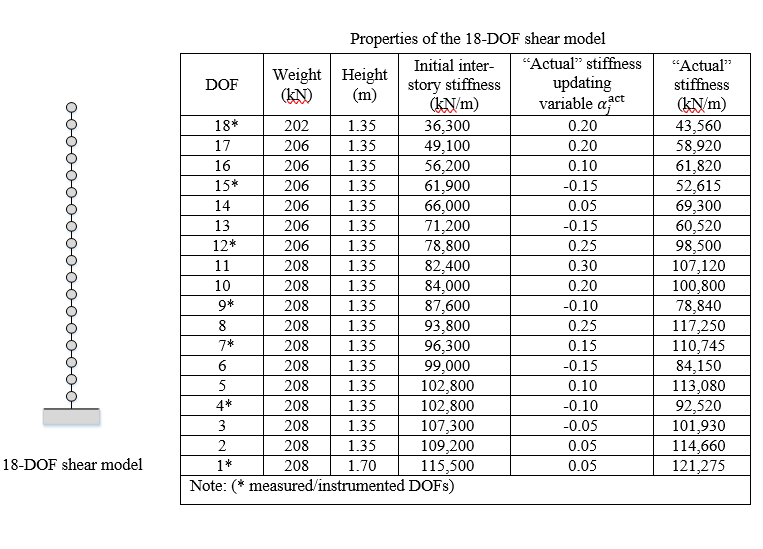 Properties of the 18-DOF shear model
DOF Weight (kN) Height (m) Initial inter-story stiffness (kN/m) “Actual” stiffness updating variable αⱼᵃᶜᵗ “Actual” stiffness (kN/m)
18* 202 1.35 36,300 0.20 43,560
17 206 1.35 49,100 0.20 58,920
16 206 1.35 56,200 0.10 61,820
15* 206 1.35 61,900 -0.15 52,615
14 206 1.35 66,000 0.05 69,300
13 206 1.35 71,200 -0.15 60,520
12* 206 1.35 78,800 0.25 98,500
11 208 1.35 82,400 0.30 107,120
10 208 1.35 84,000 0.20 100,800
9* 208 1.35 87,600 -0.10 78,840
8 208 1.35 93,800 0.25 117,250
7* 208 1.35 96,300 0.15 110,745
6 208 1.35 99,000 -0.15 84,150
5 208 1.35 102,800 0.10 113,080
4* 208 1.35 102,800 -0.10 92,520
3 208 1.35 107,300 -0.05 101,930
2 208 1.35 109,200 0.05 114,660
1* 208 1.70 115,500 0.05 121,275
Note: (* measured/instrumented DOFs)
18-DOF shear model